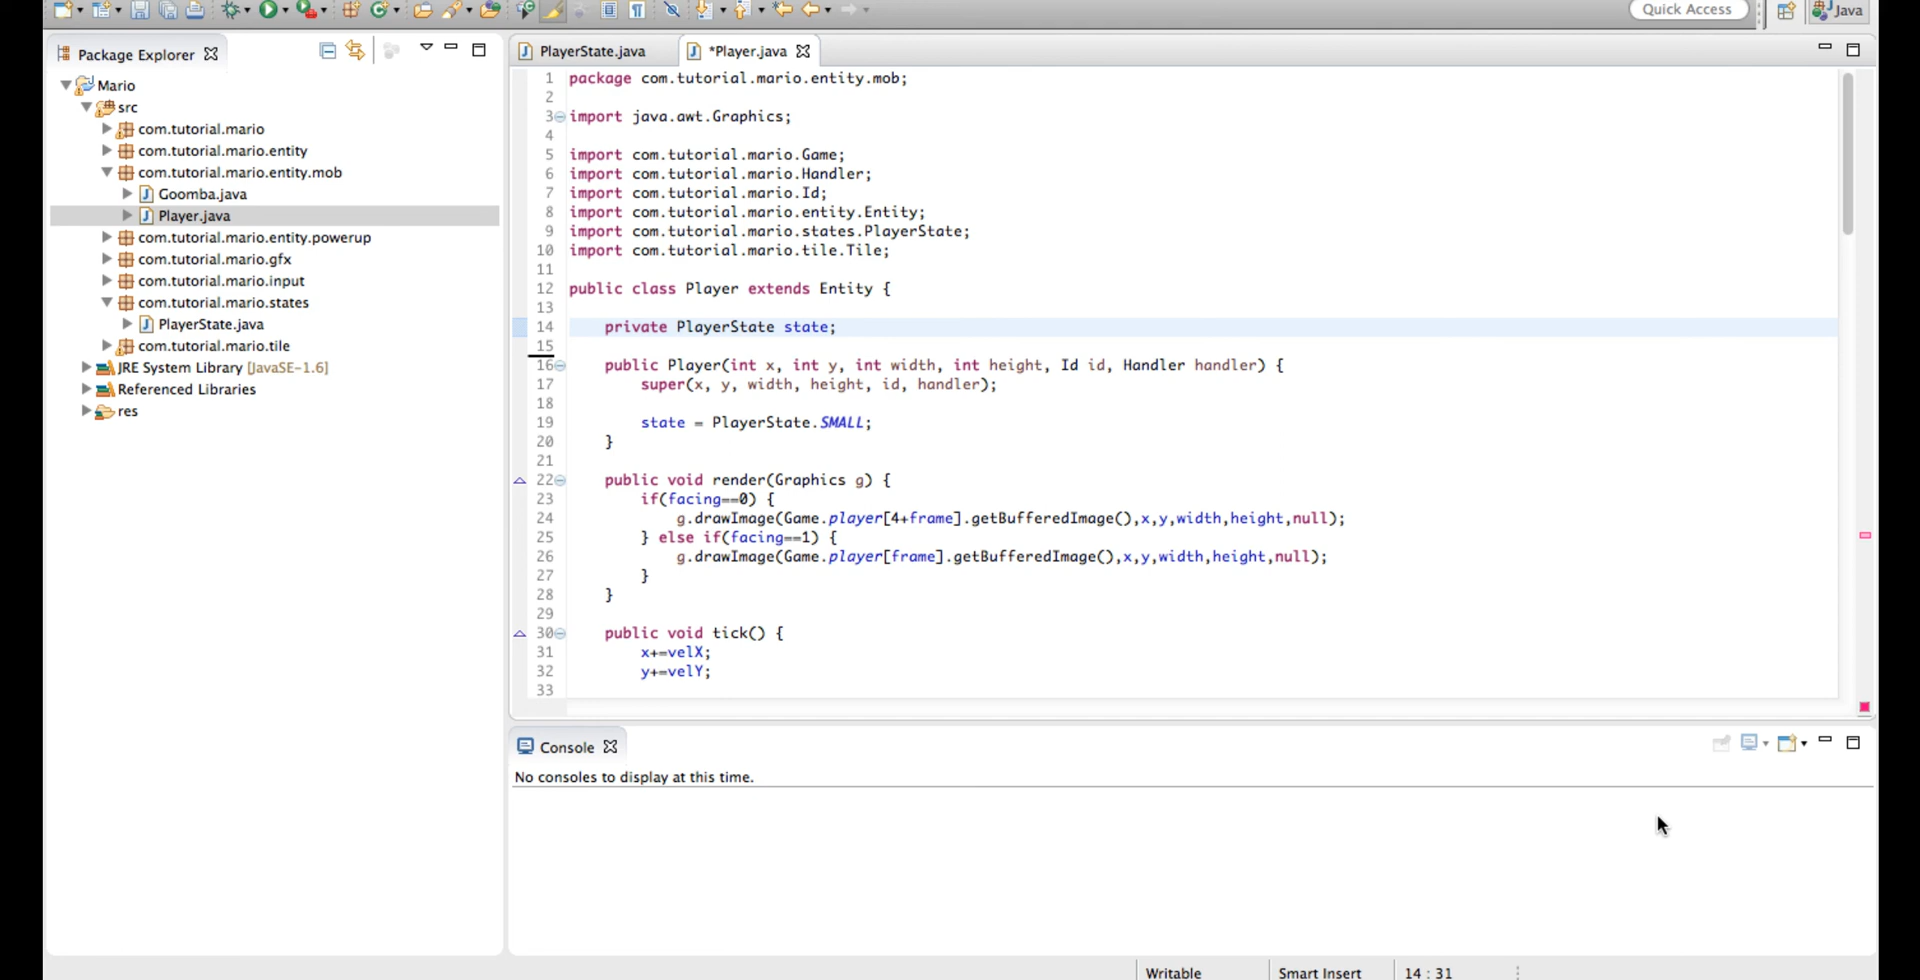 Quick Access
Java
Package Explorer
PlayerState.java
*Player.java
Mario
src
com.tutorial.mario
com.tutorial.mario.entity
com.tutorial.mario.entity.mob
Goomba.java
Player.java
com.tutorial.mario.entity.powerup
com.tutorial.mario.gfx
com.tutorial.mario.input
com.tutorial.mario.states
PlayerState.java
com.tutorial.mario.tile
JRE System Library [JavaSE-1.6]
Referenced Libraries
res
1 package com.tutorial.mario.entity.mob;
2
3 import java.awt.Graphics;
4
5 import com.tutorial.mario.Game;
6 import com.tutorial.mario.Handler;
7 import com.tutorial.mario.Id;
8 import com.tutorial.mario.entity.Entity;
9 import com.tutorial.mario.states.PlayerState;
10 import com.tutorial.mario.tile.Tile;
11
12 public class Player extends Entity {
13
14 private PlayerState state;
15
16 public Player(int x, int y, int width, int height, Id id, Handler handler) {
17 super(x, y, width, height, id, handler);
18
19 state = PlayerState.SMALL;
20 }
21
22 public void render(Graphics g) {
23 if(facing==0) {
24 g.drawImage(Game.player[4+frame].getBufferedImage(),x,y,width,height,null);
25 } else if(facing==1) {
26 g.drawImage(Game.player[frame].getBufferedImage(),x,y,width,height,null);
27 }
28 }
29
30 public void tick() {
31 x+=velX;
32 y+=velY;
33
Console
No consoles to display at this time.
Writable
Smart Insert
14 : 31